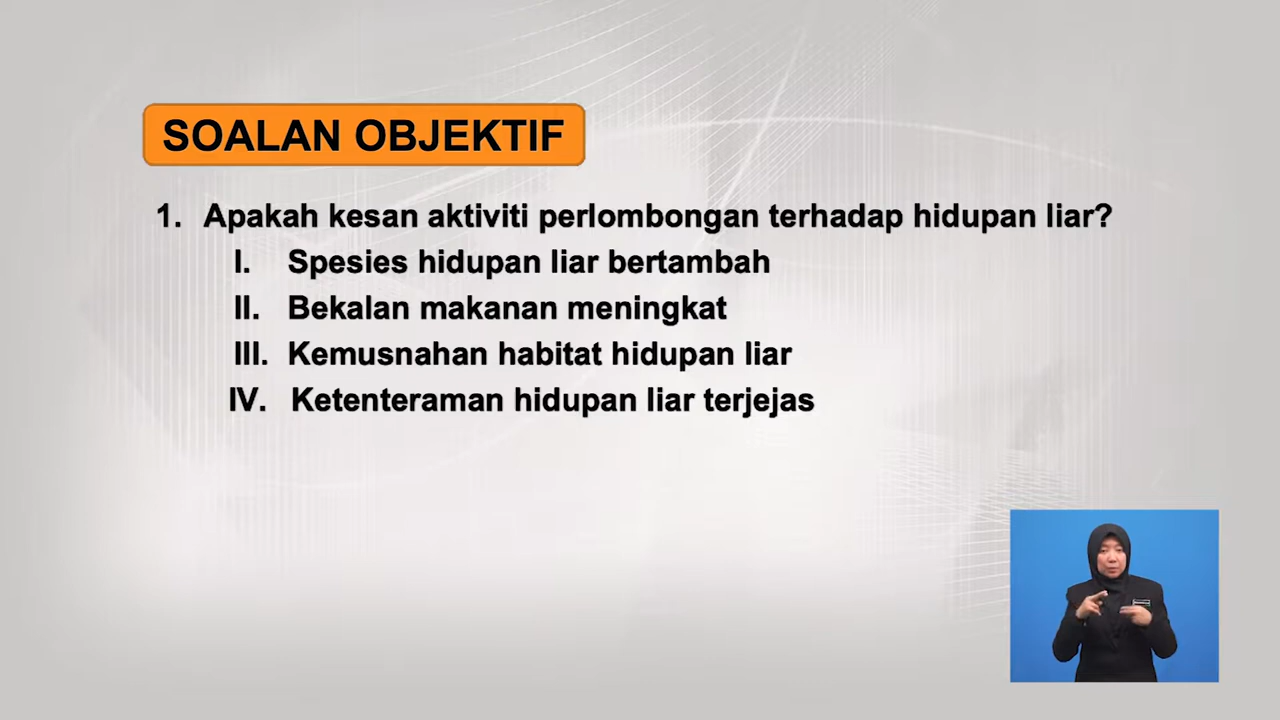 SOALAN OBJEKTIF
1. Apakah kesan aktiviti perlombongan terhadap hidupan liar?
I. Spesies hidupan liar bertambah
II. Bekalan makanan meningkat
III. Kemusnahan habitat hidupan liar
IV. Ketenteraman hidupan liar terjejas